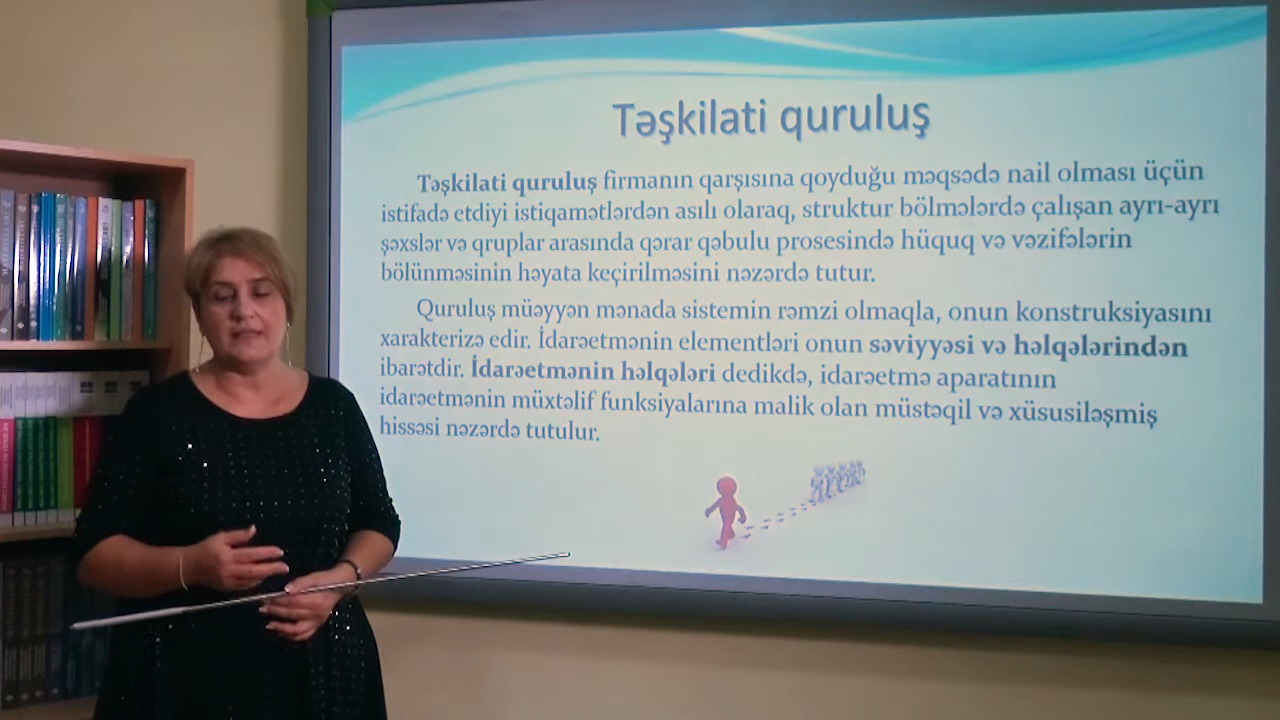 Təşkilati quruluş
Təşkilati quruluş firmanın qarşısına qoyduğu məqsədə nail olması üçün
istifadə etdiyi istiqamətlərdən asılı olaraq, struktur bölmələrdə çalışan ayrı-ayrı
şəxslər və qruplar arasında qərar qəbulu prosesində hüquq və vəzifələrin
bölünməsinin həyata keçirilməsini nəzərdə tutur.
Quruluş müəyyən mənada sistemin rəmzi olmaqla, onun konstruksiyasını
xarakterizə edir. İdarəetmənin elementləri onun səviyyəsi və həlqələrindən
ibarətdir. İdarəetmənin həlqələri dedikdə, idarəetmə aparatının
idarəetmənin müxtəlif funksiyalarına malik olan müstəqil və xüsusiləşmiş
hissəsi nəzərdə tutulur.